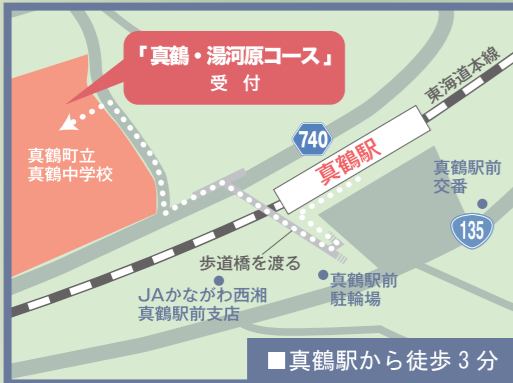 「真鶴・湯河原コース」
受 付
東海道本線
740
真鶴駅
真鶴町立
真鶴中学校
真鶴駅前
交番
135
歩道橋を渡る
真鶴駅前
駐輪場
JAかながわ西湘
真鶴駅前支店
■真鶴駅から徒歩3分